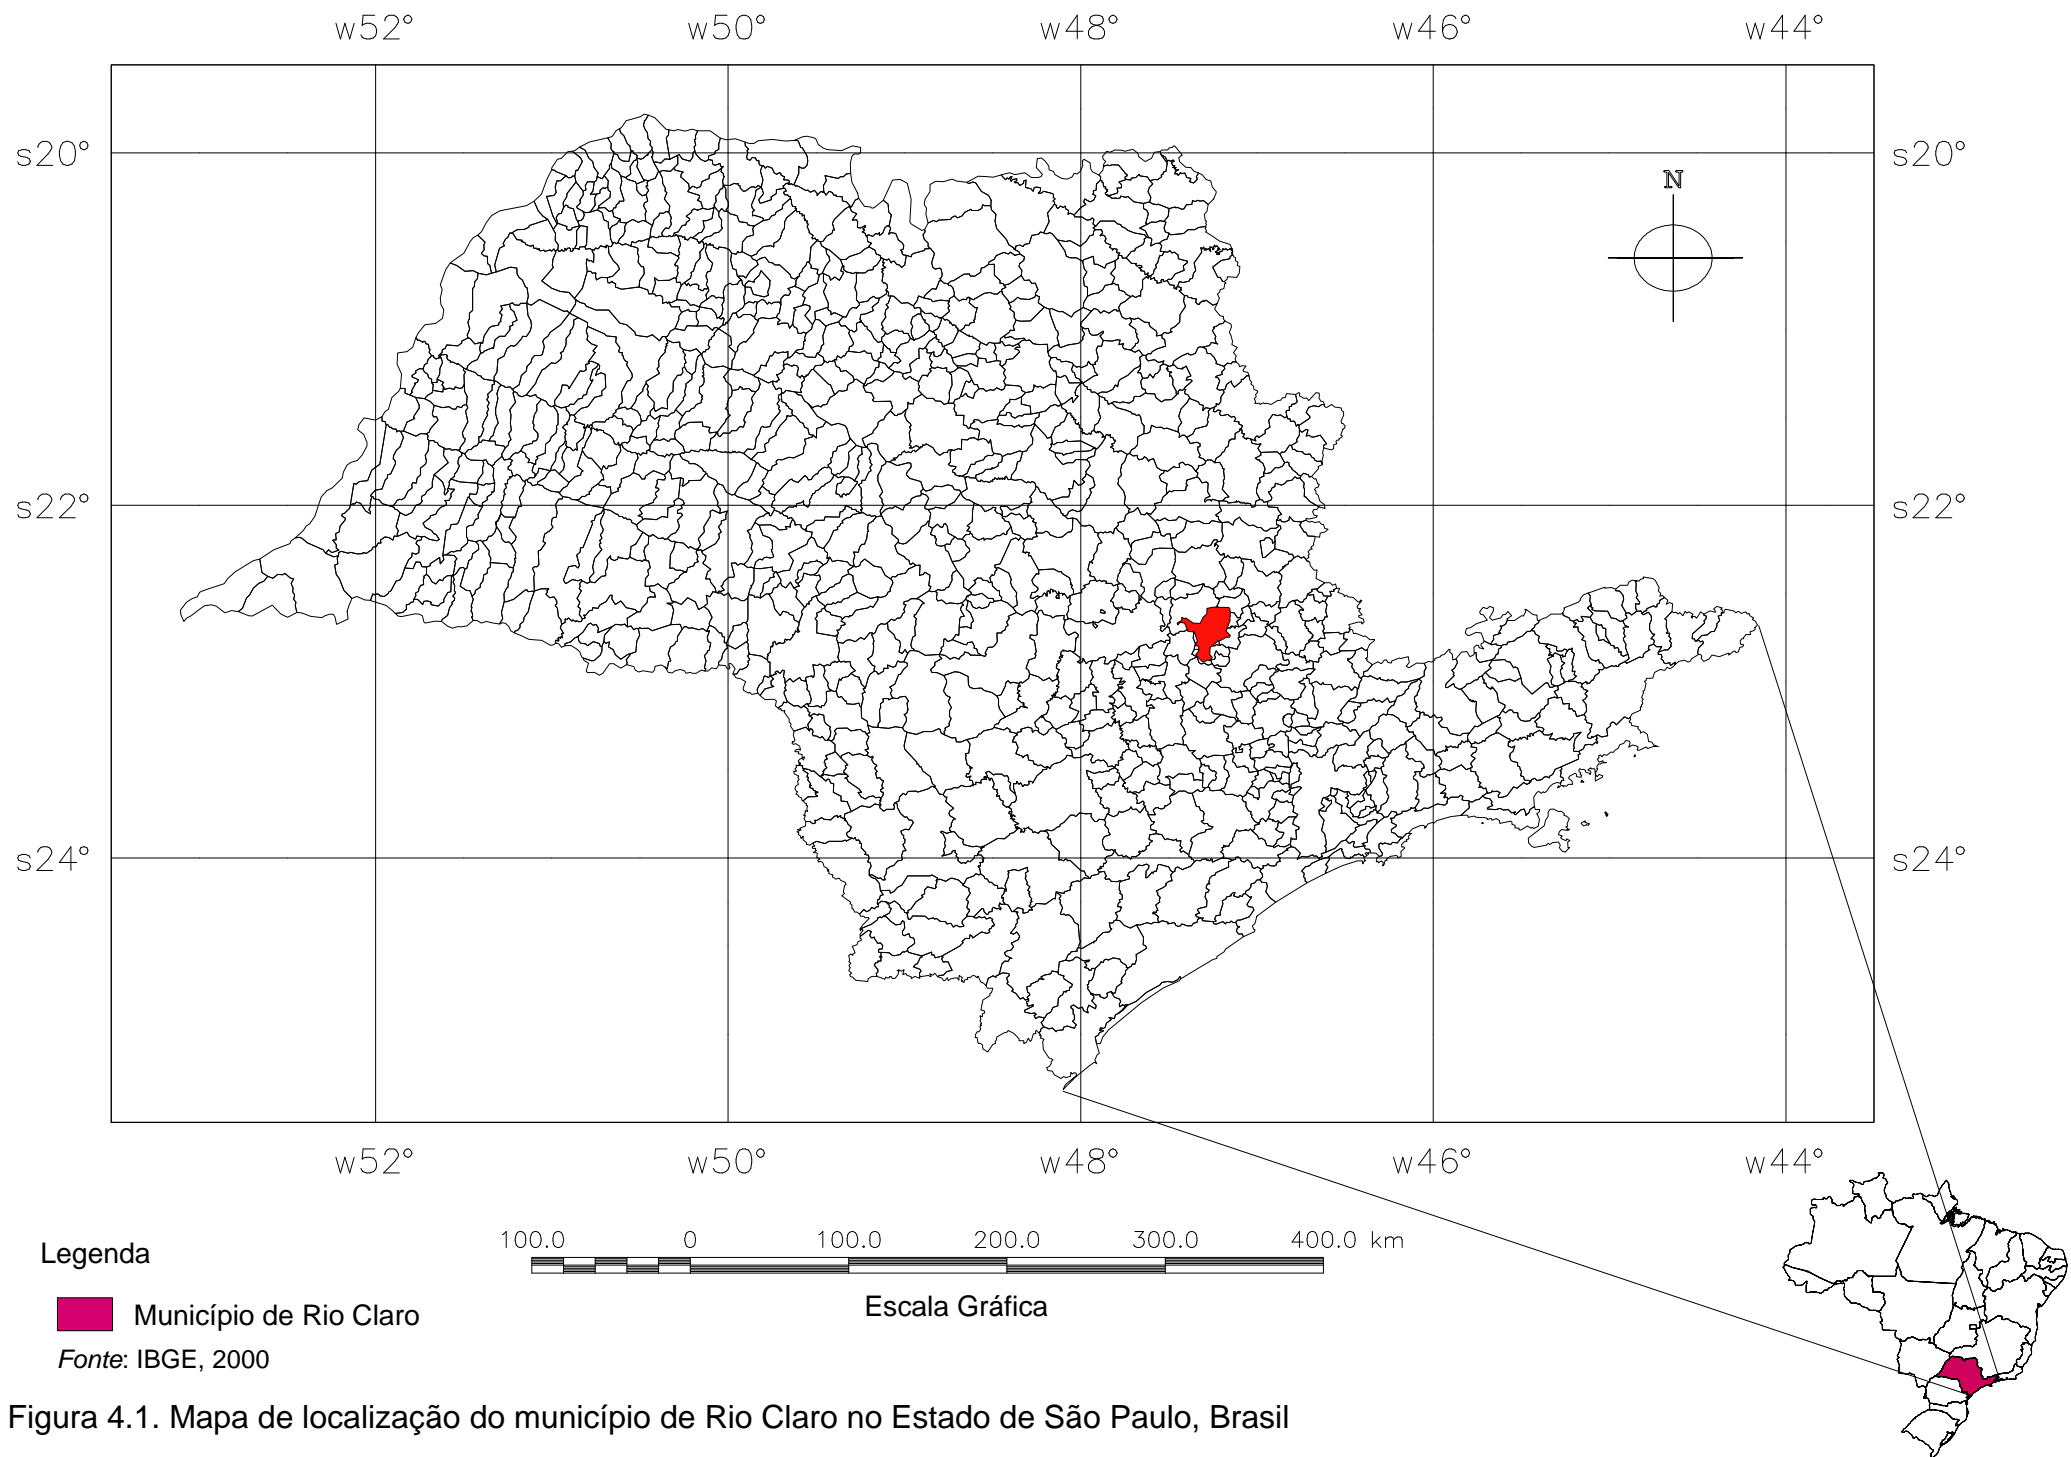 w52° w50° w48° w46° w44°
s20° s20°
N
s22° s22°
s24° s24°
w52° w50° w48° w46° w44°
100.0 0 100.0 200.0 300.0 400.0 km
Escala Gráfica
Legenda
Município de Rio Claro
Fonte: IBGE, 2000
Figura 4.1. Mapa de localização do município de Rio Claro no Estado de São Paulo, Brasil